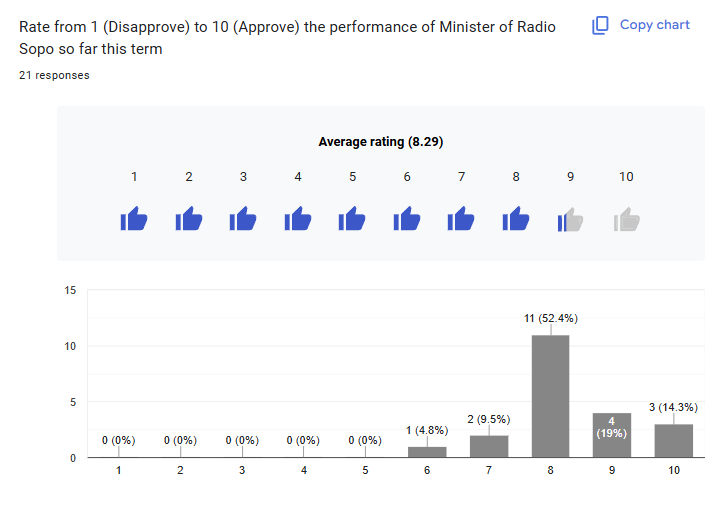 Rate from 1 (Disapprove) to 10 (Approve) the performance of Minister of Radio
Sopo so far this term
Copy chart
21 responses
Average rating (8.29)
1 2 3 4 5 6 7 8 9 10
15
10
5
0
0 (0%) 0 (0%) 0 (0%) 0 (0%) 0 (0%) 1 (4.8%) 2 (9.5%) 11 (52.4%) 4 3 (14.3%)
(19%)
1 2 3 4 5 6 7 8 9 10